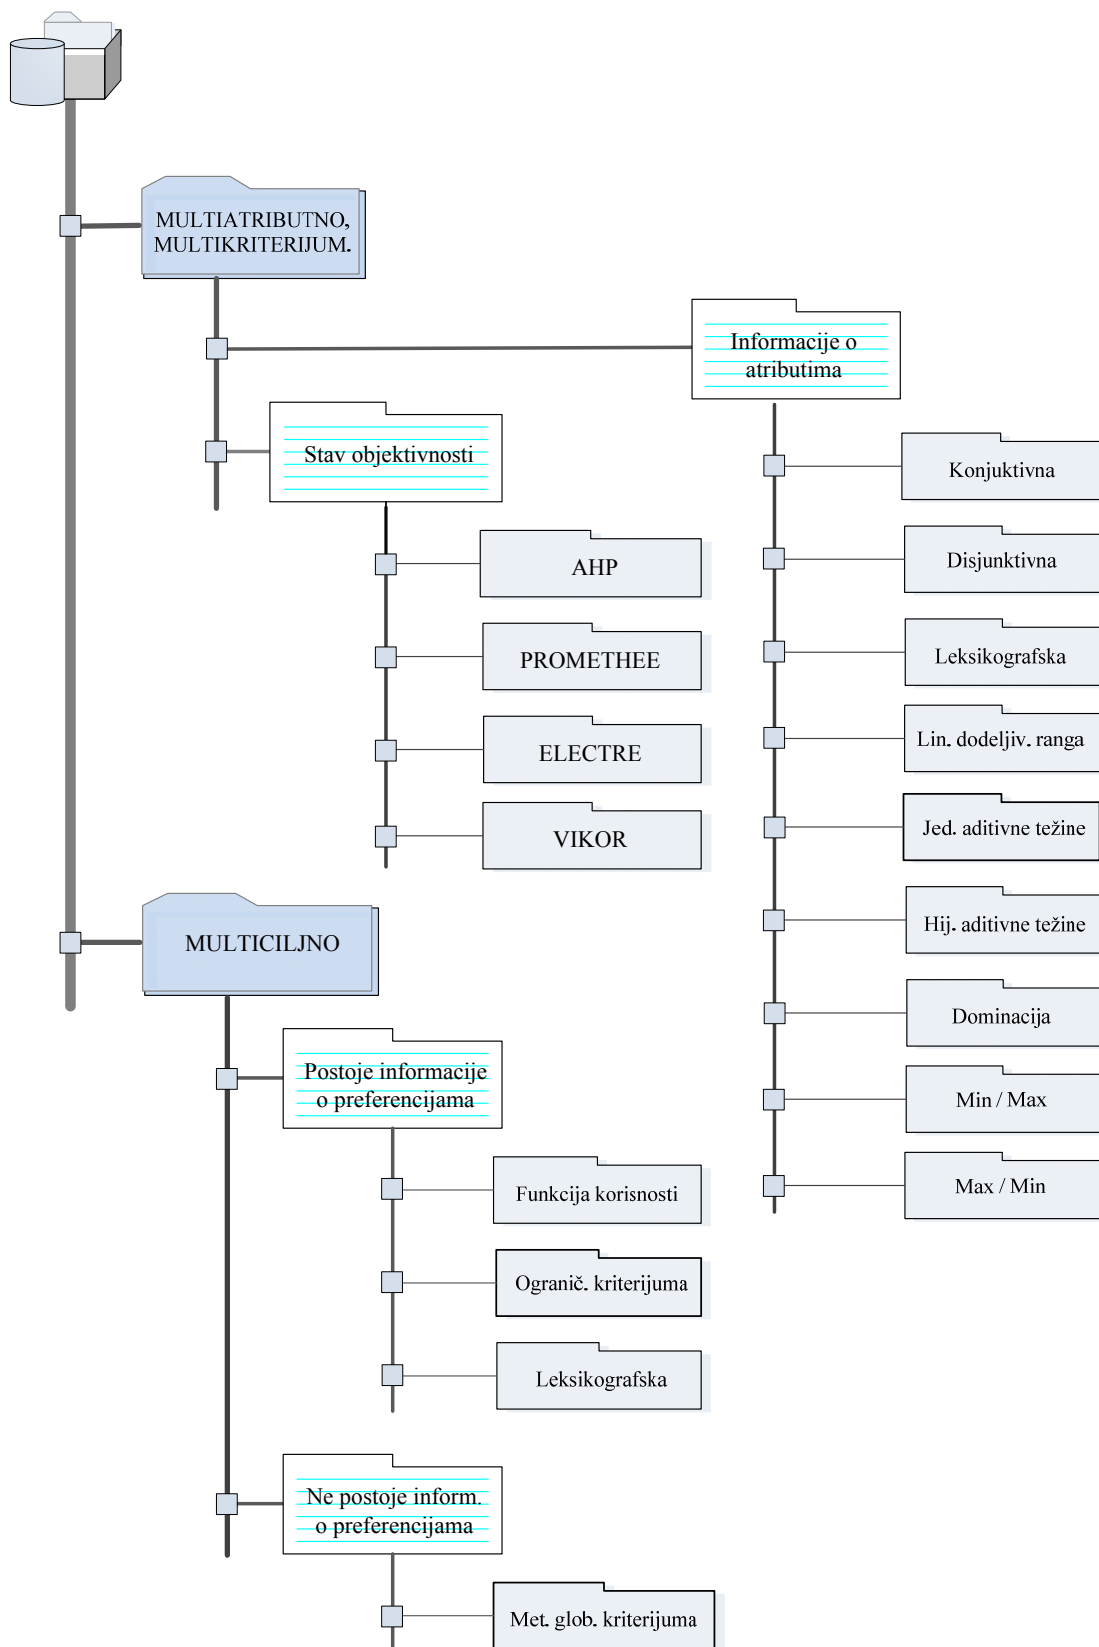 MULTIATRIBUTNO,
MULTIKRITERIJUM.
Informacije o
atributima
Konjuktivna
Disjunktivna
Leksikografska
Lin. dodeljiv. ranga
Jed. aditivne težine
Hij. aditivne težine
Dominacija
Min / Max
Max / Min
Stav objektivnosti
AHP
PROMETHEE
ELECTRE
VIKOR
MULTICILJNO
Postoje informacije
o preferencijama
Funkcija korisnosti
Ogranič. kriterijuma
Leksikografska
Ne postoje inform.
o preferencijama
Met. glob. kriterijuma